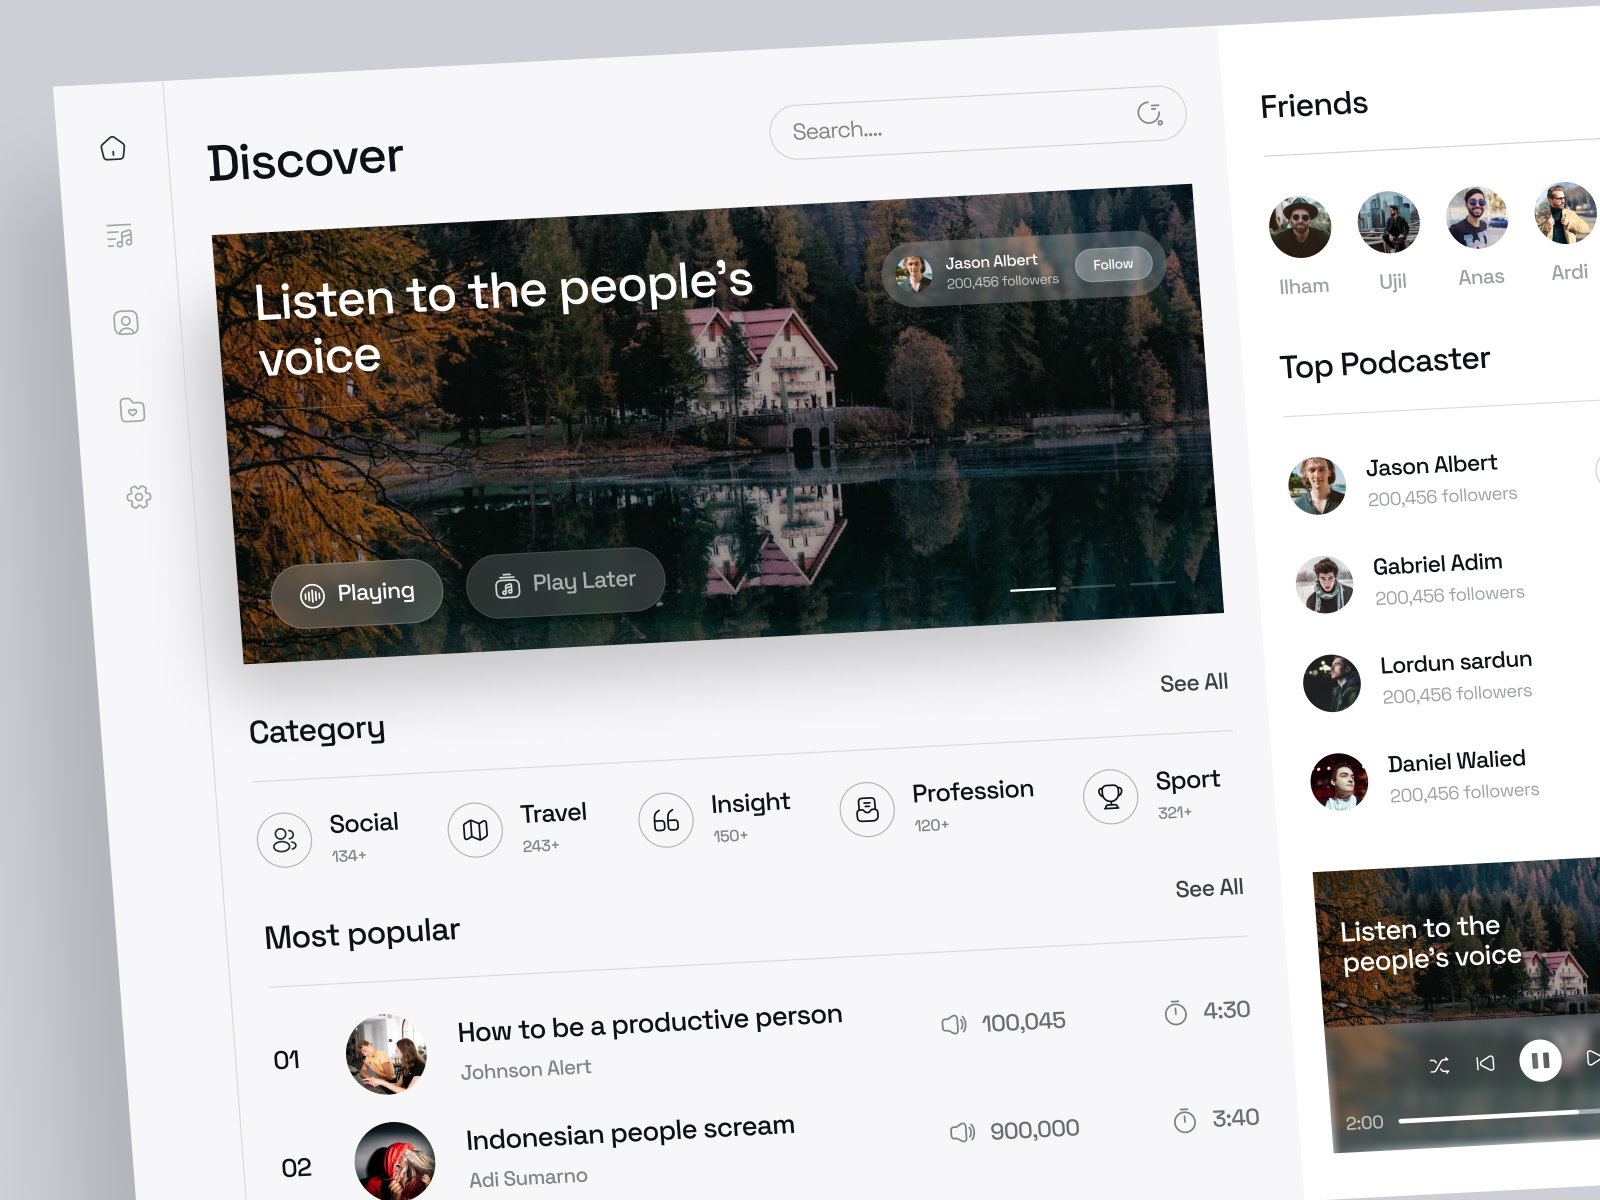 Discover
Search....
Listen to the people's
voice
Jason Albert
200,456 followers
Follow
Playing
Play Later
See All
Category
Social
134+
Travel
243+
Insight
150+
Profession
120+
Sport
321+
See All
Most popular
01
How to be a productive person
Johnson Alert
100,045
4:30
02
Indonesian people scream
Adi Sumarno
900,000
3:40
Friends
Ilham
Ujil
Anas
Ardi
Top Podcaster
Jason Albert
200,456 followers
Gabriel Adim
200,456 followers
Lordun sardun
200,456 followers
Daniel Walied
200,456 followers
Listen to the
people's voice
2:00